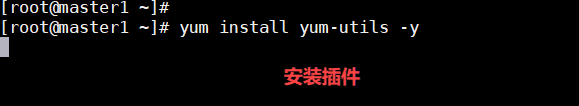 [root@master1 ~]#
[root@master1 ~]# yum install yum-utils -y
安装插件